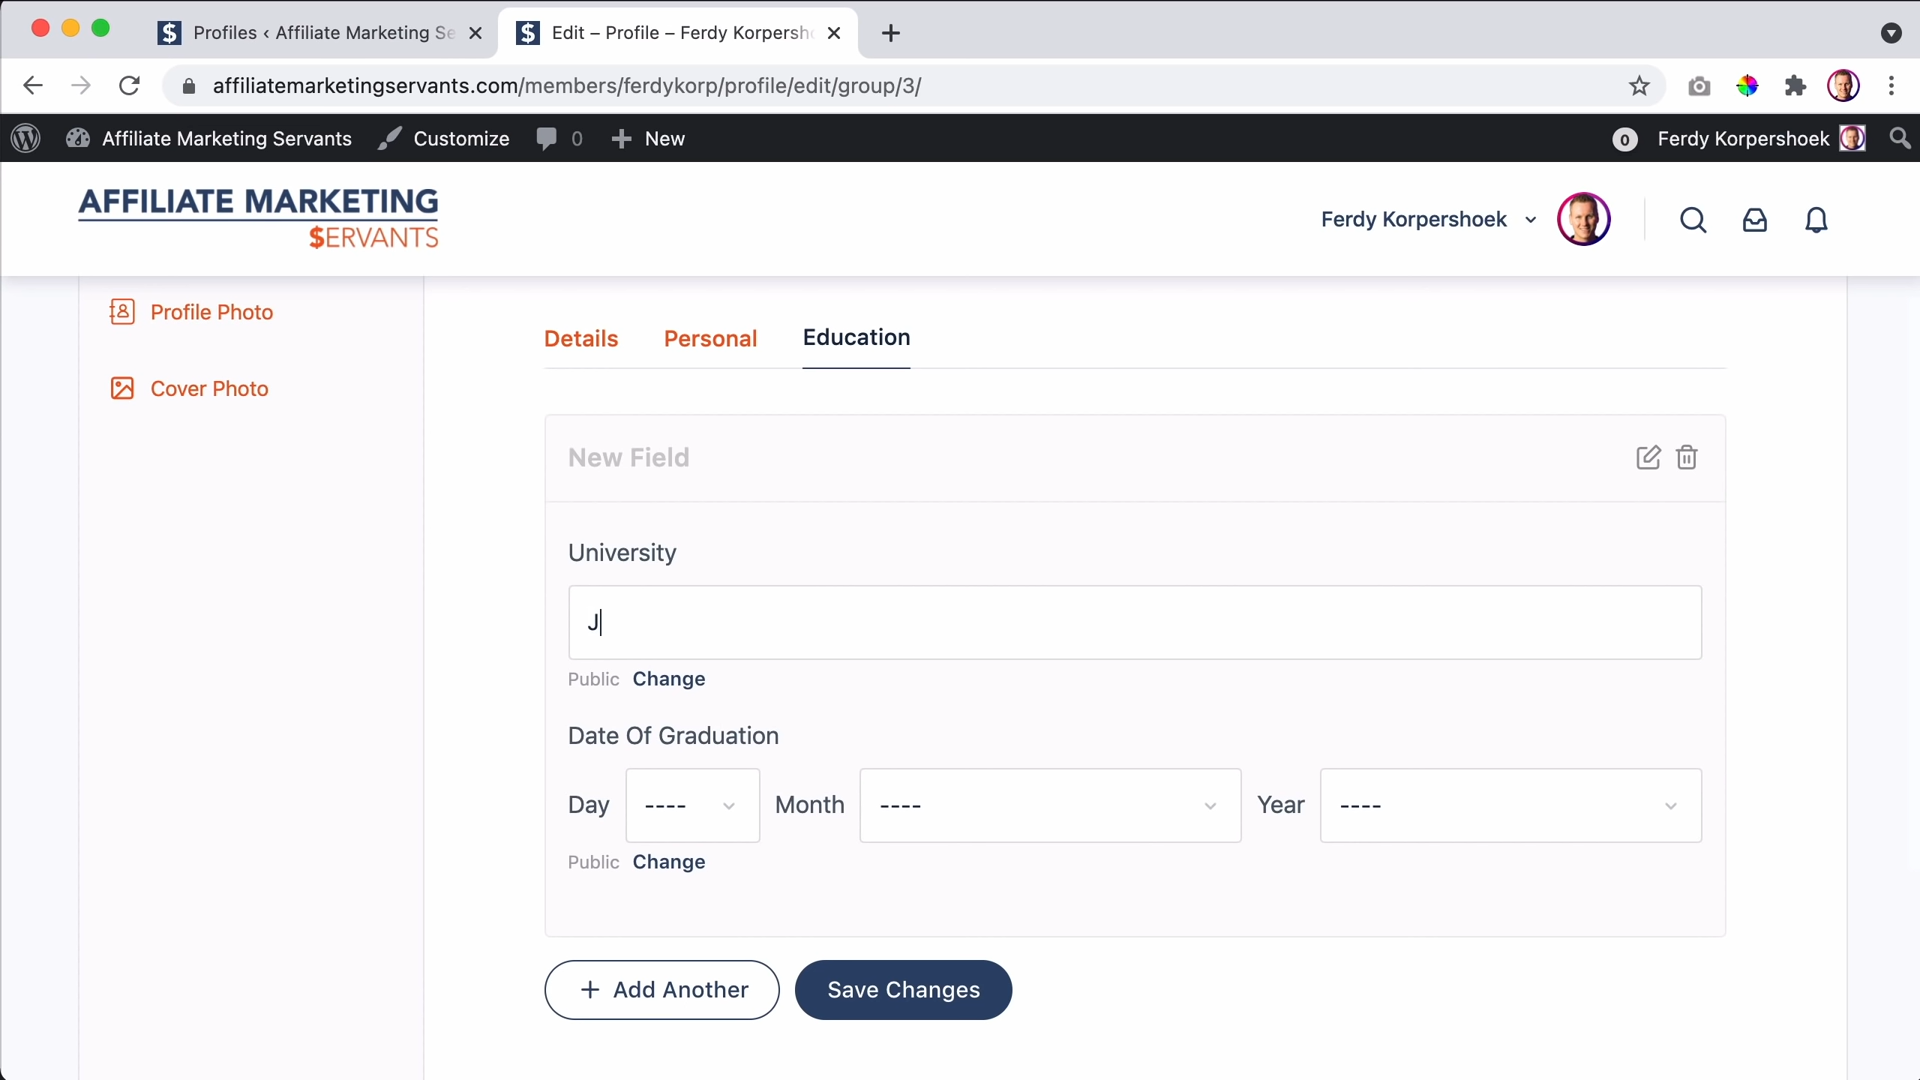 Profiles ‹ Affiliate Marketing Se
Edit – Profile – Ferdy Korpersh
affiliatemarketingservants.com/members/ferdykorp/profile/edit/group/3/
Affiliate Marketing Servants
Customize
0
New
0
Ferdy Korpershoek
AFFILIATE MARKETING
$ERVANTS
Ferdy Korpershoek
Profile Photo
Cover Photo
Details
Personal
Education
New Field
University
J
Public Change
Date Of Graduation
Day ---- Month ---- Year ----
Public Change
+ Add Another
Save Changes